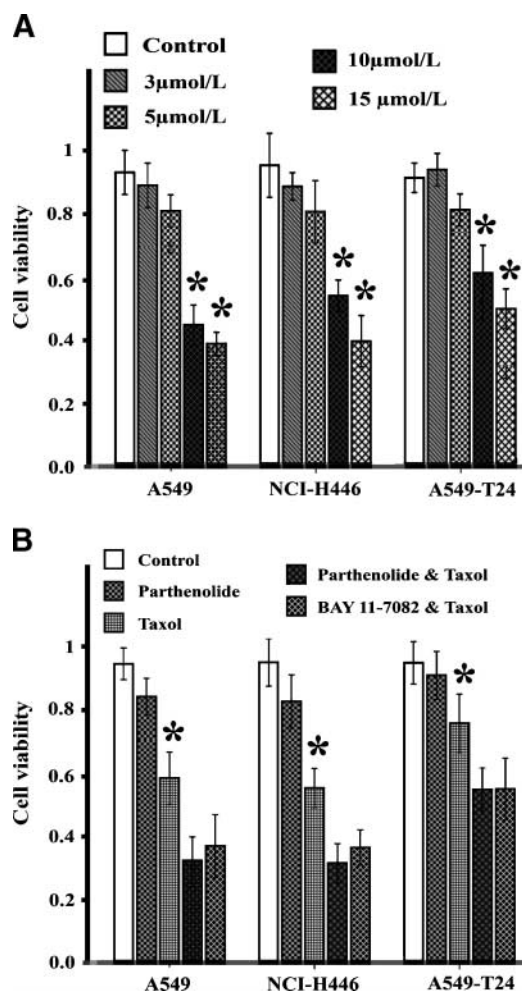 A
Control
3µmol/L
5µmol/L
10µmol/L
15 µmol/L
Cell viability
1
0.8
0.6
0.4
0.2
0.0
*
*
*
*
*
*
A549
NCI-H446
A549-T24
B
Control
Parthenolide
Taxol
Parthenolide & Taxol
BAY 11-7082 & Taxol
Cell viability
1
0.8
0.6
0.4
0.2
0
*
*
*
A549
NCI-H446
A549-T24